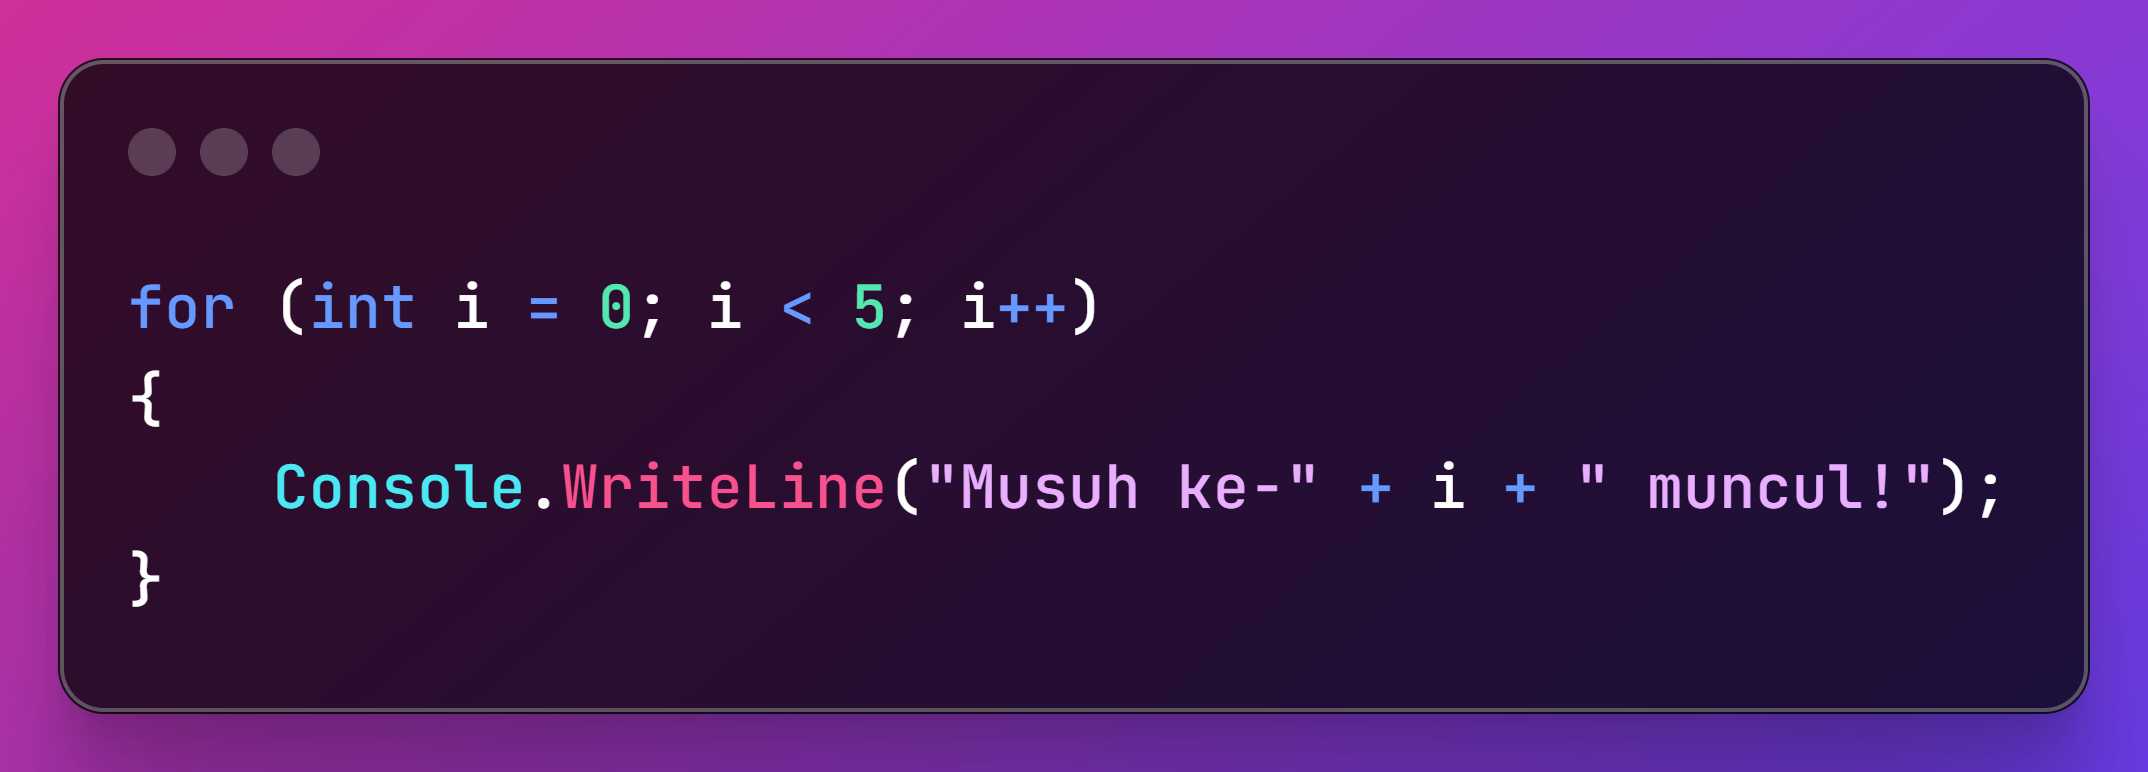 for (int i = 0; i < 5; i++)
{
    Console.WriteLine("Musuh ke-" + i + " muncul!");
}